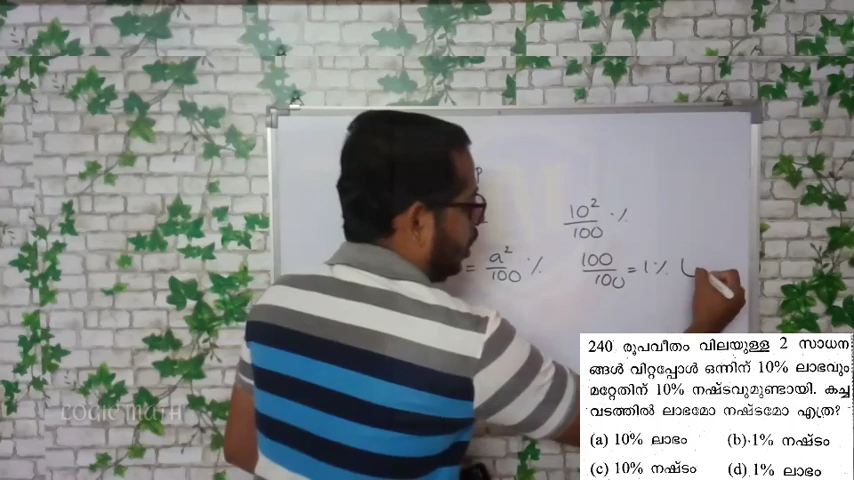 P
10² %
100
= a² %
100
100 = 1 % L
100
LOGIC MATH
240 രൂപവീതം വിലയുള്ള 2 സാധന
ങ്ങൾ വിറ്റപ്പോൾ ഒന്നിന് 10% ലാഭവും
മറ്റേതിന് 10% നഷ്ടവുമുണ്ടായി. കച്ച
വടത്തിൽ ലാഭമോ നഷ്ടമോ എത്ര?
(a) 10% ലാഭം (b) 1% നഷ്ടം
(c) 10% നഷ്ടം (d) 1% ലാഭം